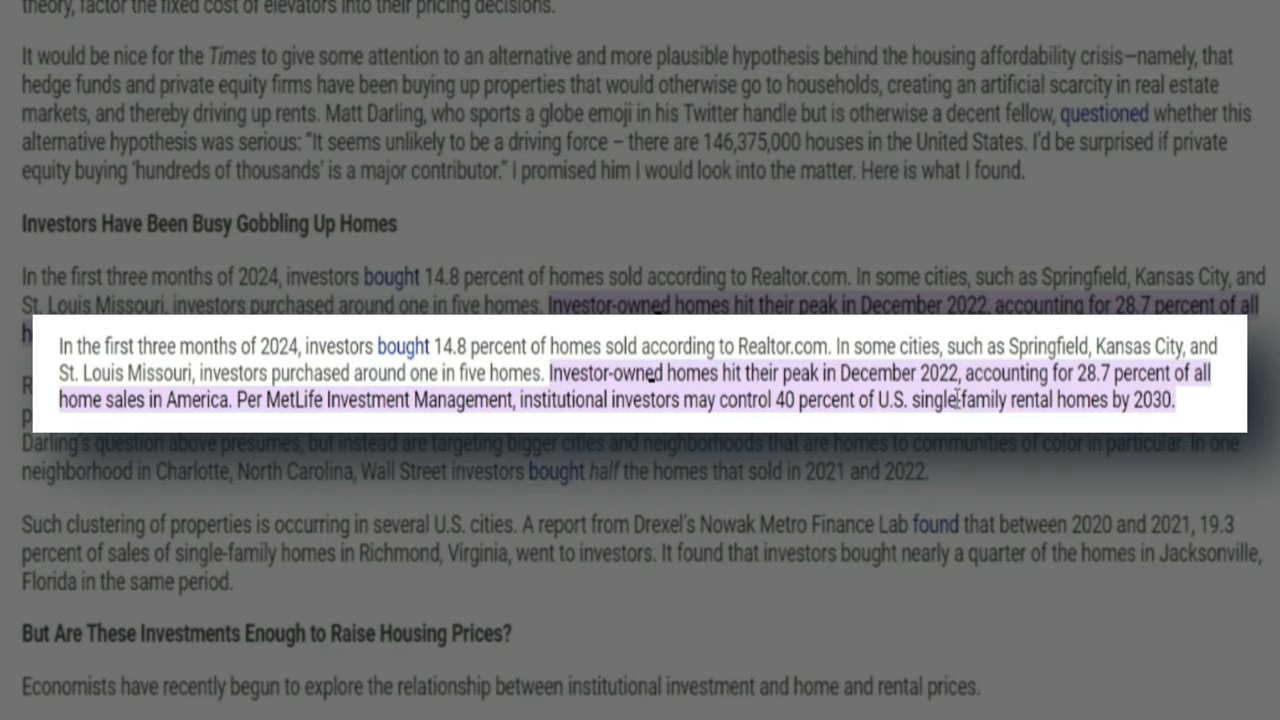 theory, factor the fixed cost of elevators into their pricing decisions.
It would be nice for the Times to give some attention to an alternative and more plausible hypothesis behind the housing affordability crisis—namely, that
hedge funds and private equity firms have been buying up properties that would otherwise go to households, creating an artificial scarcity in real estate
markets, and thereby driving up rents. Matt Darling, who sports a globe emoji in his Twitter handle but is otherwise a decent fellow, questioned whether this
alternative hypothesis was serious: “It seems unlikely to be a driving force – there are 146,375,000 houses in the United States. I’d be surprised if private
equity buying ‘hundreds of thousands’ is a major contributor.” I promised him I would look into the matter. Here is what I found.
Investors Have Been Busy Gobbling Up Homes
In the first three months of 2024, investors bought 14.8 percent of homes sold according to Realtor.com. In some cities, such as Springfield, Kansas City, and
St. Louis Missouri, investors purchased around one in five homes. Investor-owned homes hit their peak in December 2022, accounting for 28.7 percent of all
In the first three months of 2024, investors bought 14.8 percent of homes sold according to Realtor.com. In some cities, such as Springfield, Kansas City, and
St. Louis Missouri, investors purchased around one in five homes. Investor-owned homes hit their peak in December 2022, accounting for 28.7 percent of all
home sales in America. Per MetLife Investment Management, institutional investors may control 40 percent of U.S. single-family rental homes by 2030.
Darling’s question above presumes, but instead are targeting bigger cities and neighborhoods that are homes to communities of color in particular. In one
neighborhood in Charlotte, North Carolina, Wall Street investors bought half the homes that sold in 2021 and 2022.
Such clustering of properties is occurring in several U.S. cities. A report from Drexel’s Nowak Metro Finance Lab found that between 2020 and 2021, 19.3
percent of sales of single-family homes in Richmond, Virginia, went to investors. It found that investors bought nearly a quarter of the homes in Jacksonville,
Florida in the same period.
But Are These Investments Enough to Raise Housing Prices?
Economists have recently begun to explore the relationship between institutional investment and home and rental prices.